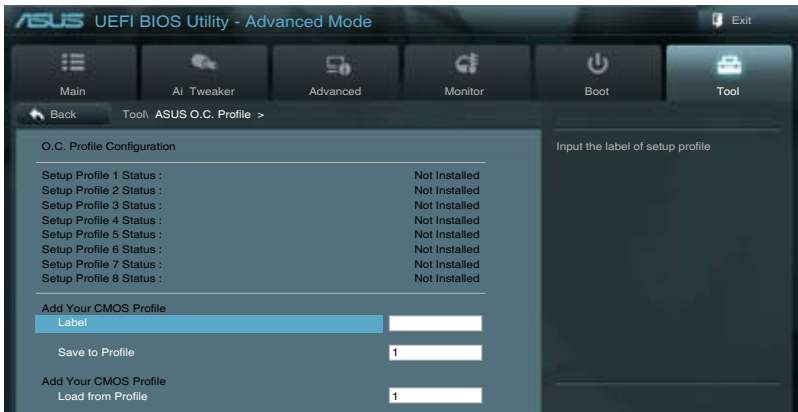 ASUS UEFI BIOS Utility - Advanced Mode
Exit
Main
Ai Tweaker
Advanced
Monitor
Boot
Tool
Back
Tool\ ASUS O.C. Profile >
O.C. Profile Configuration
Setup Profile 1 Status : Not Installed
Setup Profile 2 Status : Not Installed
Setup Profile 3 Status : Not Installed
Setup Profile 4 Status : Not Installed
Setup Profile 5 Status : Not Installed
Setup Profile 6 Status : Not Installed
Setup Profile 7 Status : Not Installed
Setup Profile 8 Status : Not Installed
Add Your CMOS Profile
Label
Save to Profile 1
Add Your CMOS Profile
Load from Profile 1
Input the label of setup profile